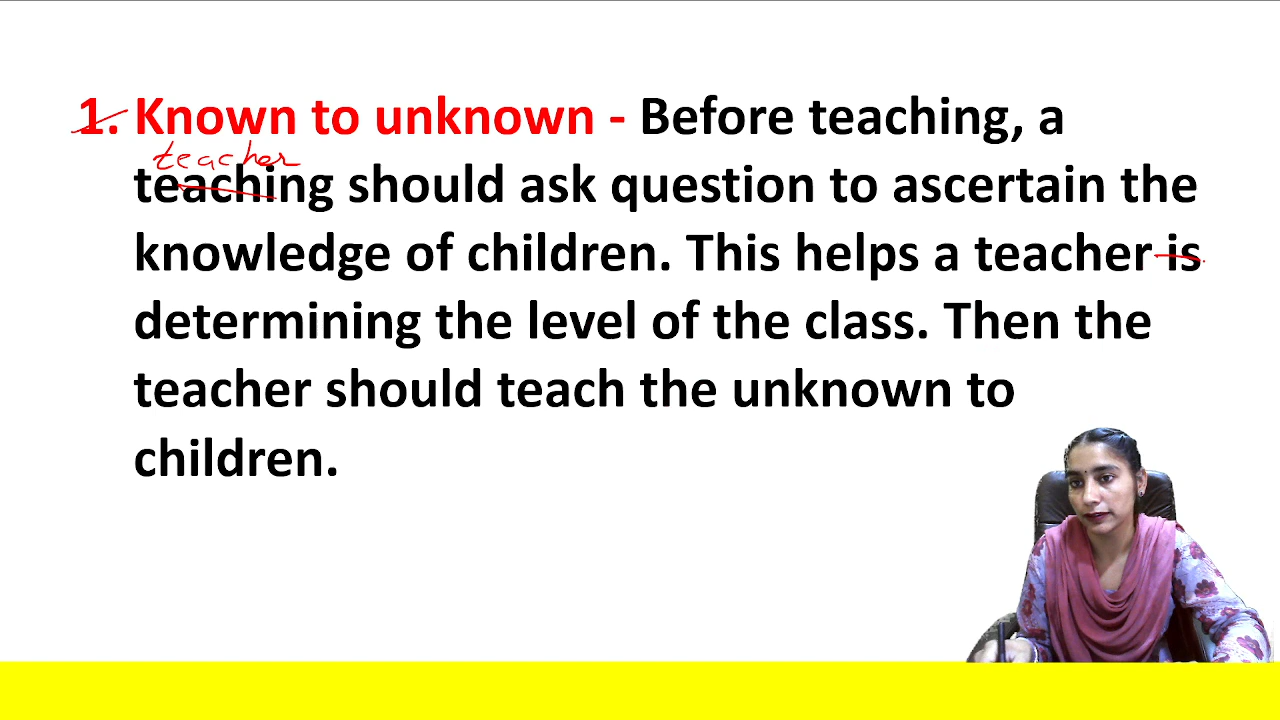 1. Known to unknown - Before teaching, a
teacher
teaching should ask question to ascertain the
knowledge of children. This helps a teacher is
determining the level of the class. Then the
teacher should teach the unknown to
children.